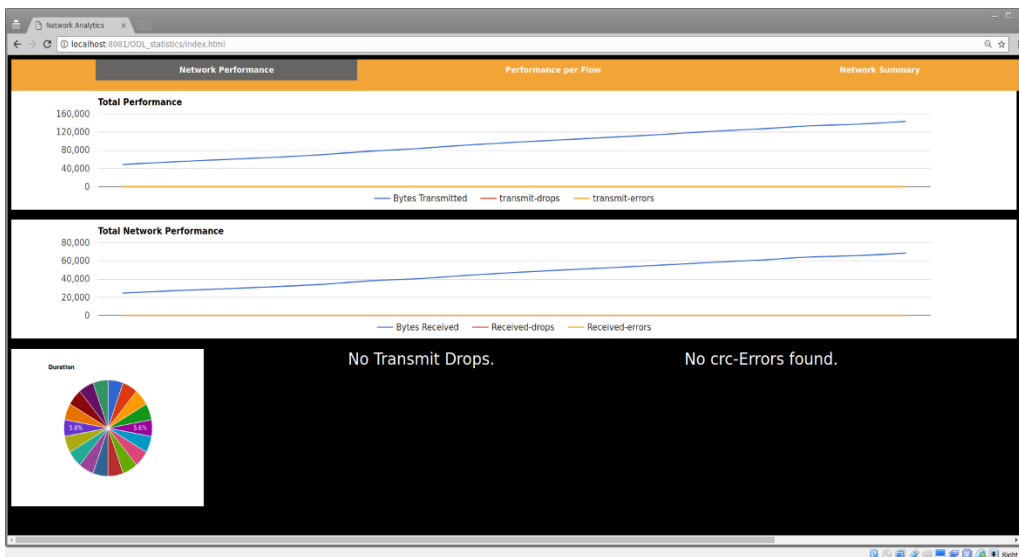 Network Analytics
localhost:8081/ODL_statistics/index.html
Network Performance Performance per Flow Network Summary
Total Performance
160,000
120,000
80,000
40,000
0
Bytes Transmitted transmit-drops transmit-errors
Total Network Performance
80,000
60,000
40,000
20,000
0
Bytes Received Received-drops Received-errors
Duration
5.6% 5.6%
No Transmit Drops.
No crc-Errors found.
Right